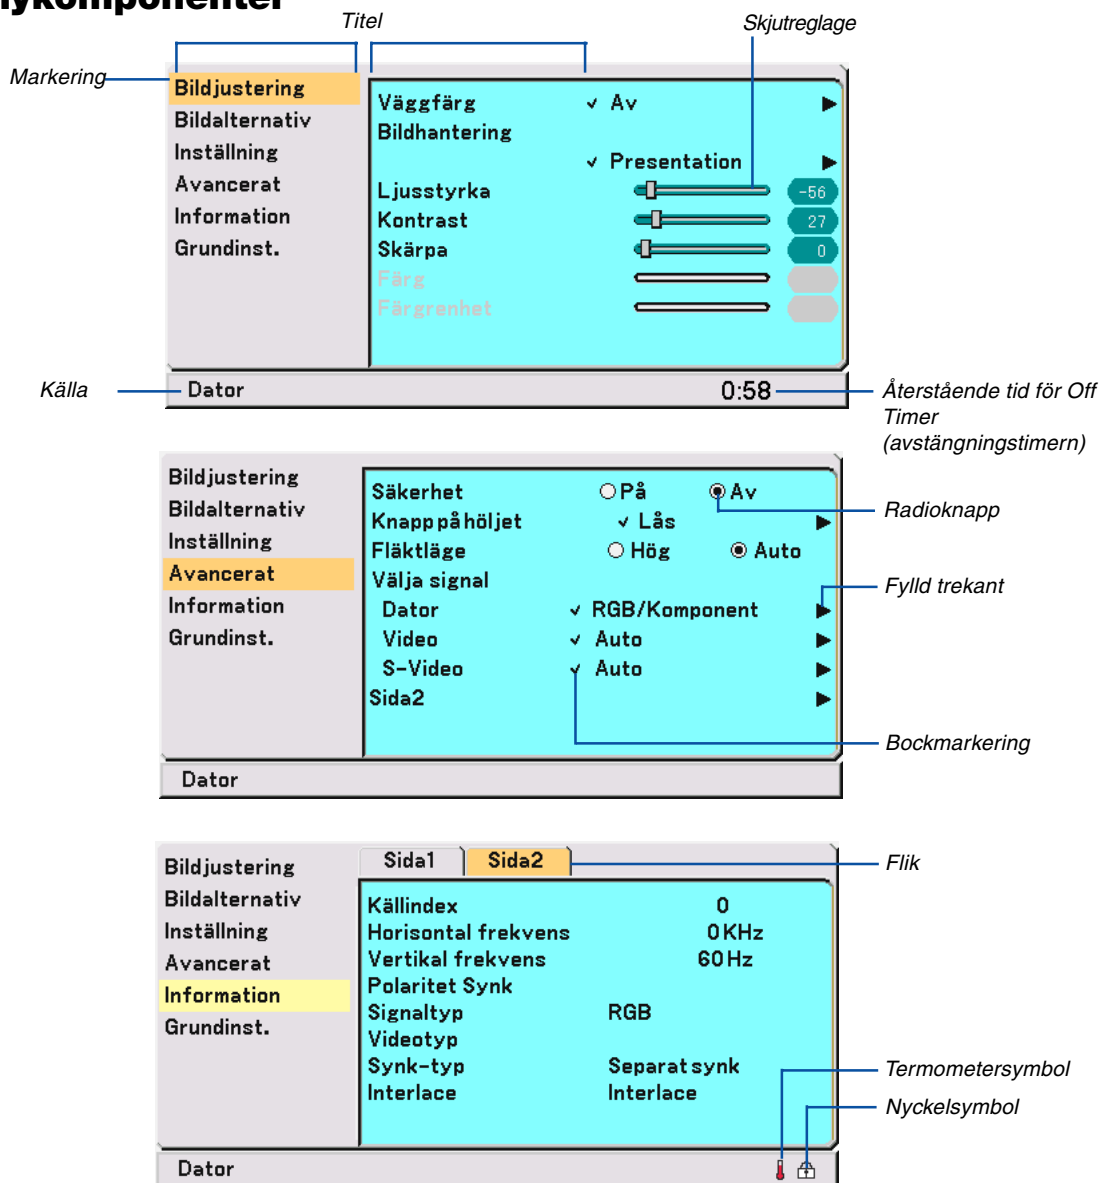 Titel
Skjutreglage
Markering
Bildjustering
Bildalternativ
Inställning
Avancerat
Information
Grundinst.
Väggfärg ✓ Av ▶
Bildhantering
✓ Presentation ▶
Ljusstyrka -56
Kontrast 27
Skärpa 0
Färg
Färgrenhet
Källa
Dator 0:58
Återstående tid för Off
Timer
(avstängningstimern)
Bildjustering
Bildalternativ
Inställning
Avancerat
Information
Grundinst.
Säkerhet På Av
Knapp på höljet ✓ Lås ▶
Fläktläge Hög Auto
Välja signal
Dator ✓ RGB/Komponent ▶
Video ✓ Auto ▶
S-Video ✓ Auto ▶
Sida2 ▶
Radioknapp
Fylld trekant
Bockmarkering
Dator
Sida1 Sida2
Flik
Bildjustering
Bildalternativ
Inställning
Avancerat
Information
Grundinst.
Källindex 0
Horisontal frekvens 0KHz
Vertikal frekvens 60Hz
Polaritet Synk
Signaltyp RGB
Videotyp
Synk-typ Separat synk
Interlace Interlace
Termometersymbol
Nyckelsymbol
Dator